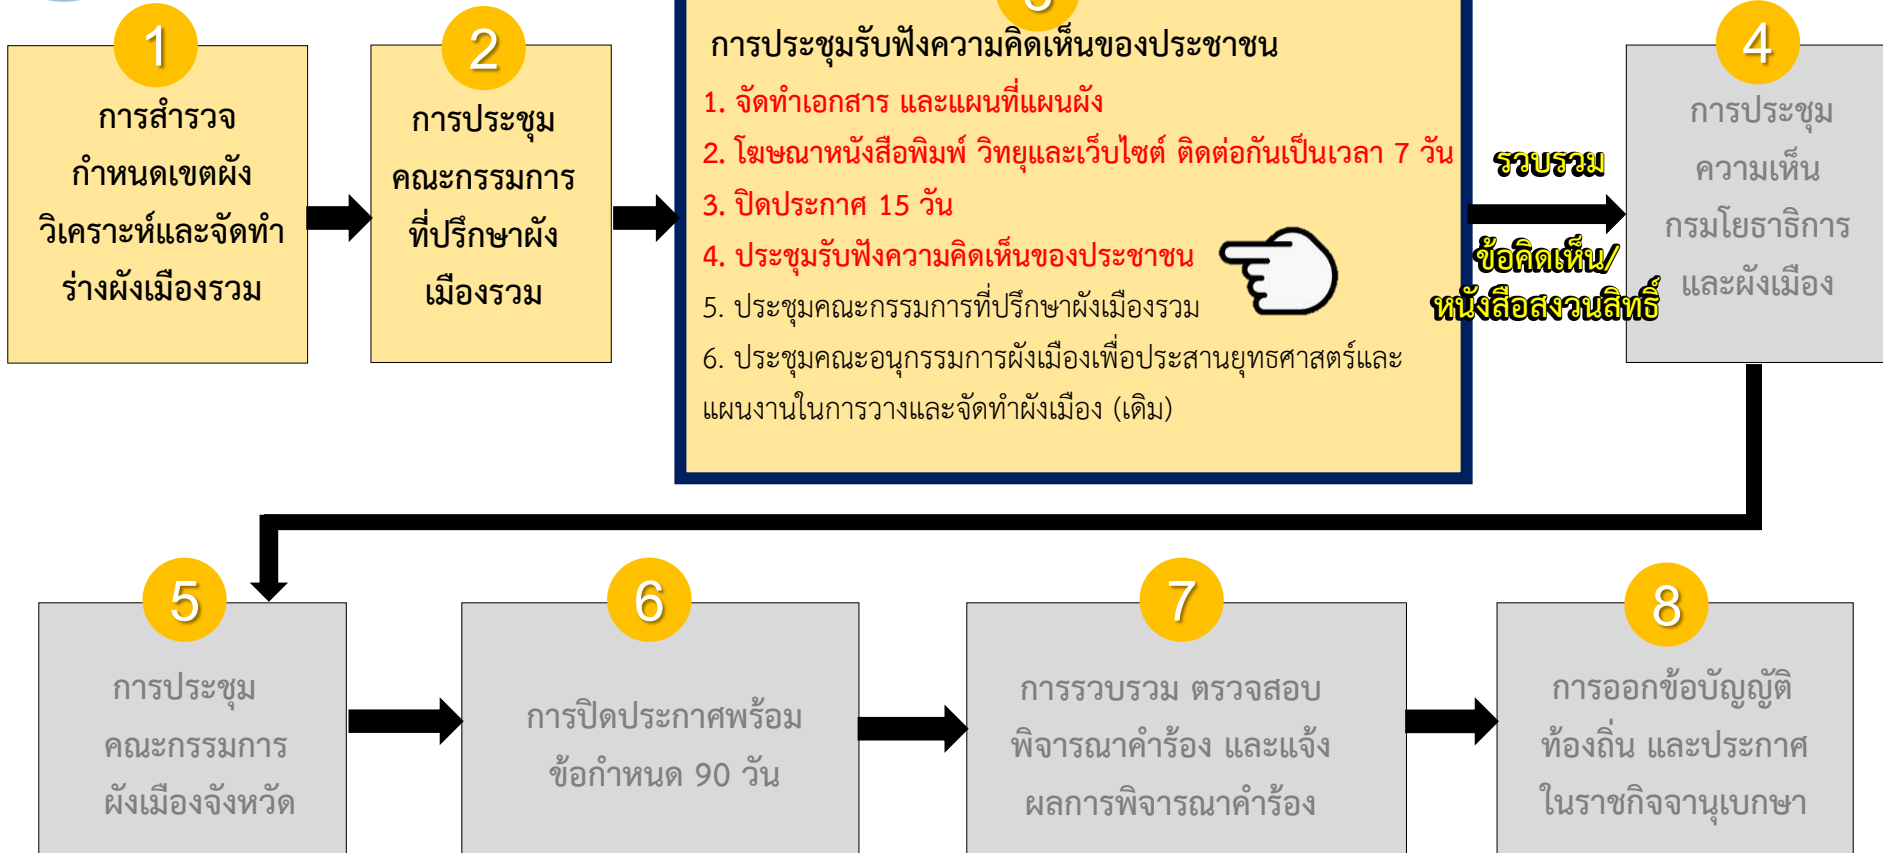 1
การสำรวจ
กำหนดเขตผัง
วิเคราะห์และจัดทำ
ร่างผังเมืองรวม
2
การประชุม
คณะกรรมการ
ที่ปรึกษาผัง
เมืองรวม
การประชุมรับฟังความคิดเห็นของประชาชน
1. จัดทำเอกสาร และแผนที่แผนผัง
2. โฆษณาหนังสือพิมพ์ วิทยุและเว็บไซต์ ติดต่อกันเป็นเวลา 7 วัน
3. ปิดประกาศ 15 วัน
4. ประชุมรับฟังความคิดเห็นของประชาชน
5. ประชุมคณะกรรมการที่ปรึกษาผังเมืองรวม
6. ประชุมคณะอนุกรรมการผังเมืองเพื่อประสานยุทธศาสตร์และ
แผนงานในการวางและจัดทำผังเมือง (เดิม)
รวบรวม
ข้อคิดเห็น/
หนังสือสงวนสิทธิ์
4
การประชุม
ความเห็น
กรมโยธาธิการ
และผังเมือง
5
การประชุม
คณะกรรมการ
ผังเมืองจังหวัด
6
การปิดประกาศพร้อม
ข้อกำหนด 90 วัน
7
การรวบรวม ตรวจสอบ
พิจารณาคำร้อง และแจ้ง
ผลการพิจารณาคำร้อง
8
การออกข้อบัญญัติ
ท้องถิ่น และประกาศ
ในราชกิจจานุเบกษา